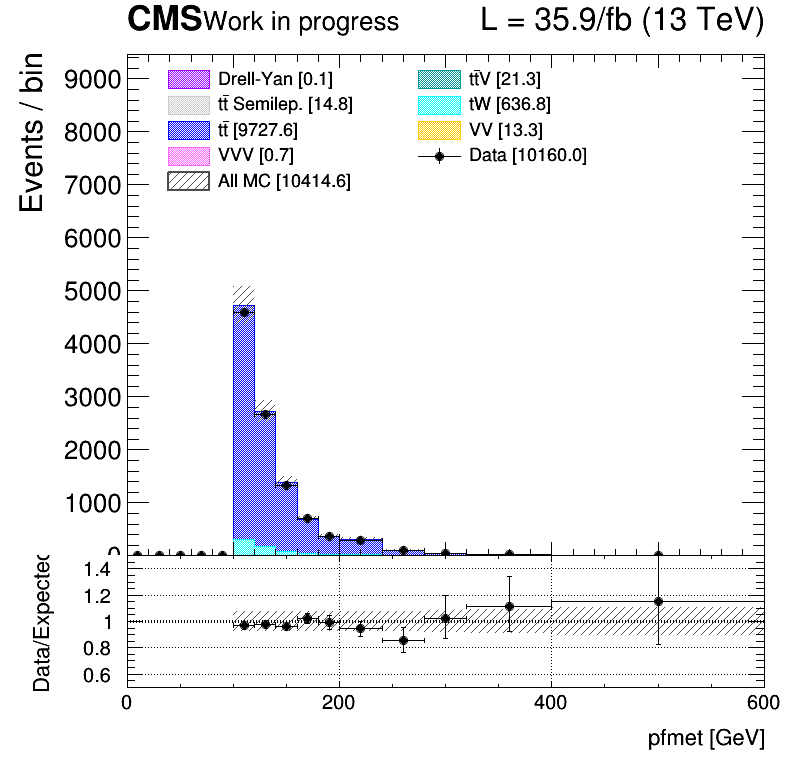 CMS Work in progress L = 35.9/fb (13 TeV)
Events / bin
9000
8000
7000
6000
5000
4000
3000
2000
1000
0
Drell-Yan [0.1]
tt̄ Semilep. [14.8]
tt̄ [9727.6]
VVV [0.7]
All MC [10414.6]
tt̄V [21.3]
tW [636.8]
VV [13.3]
Data [10160.0]
Data/Expected
1.4
1.2
1
0.8
0.6
0 200 400 600
pfmet [GeV]